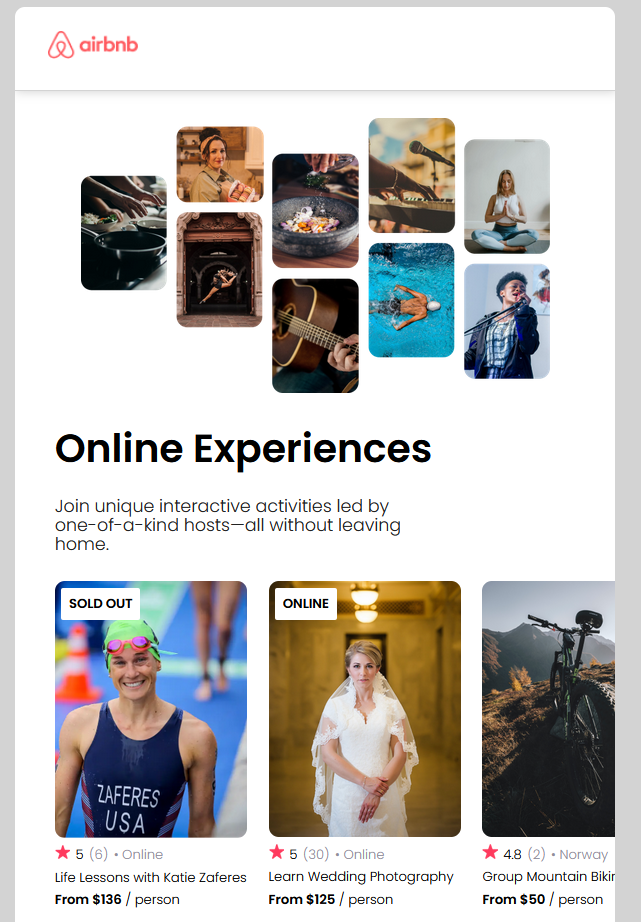 airbnb
Online Experiences
Join unique interactive activities led by
one-of-a-kind hosts—all without leaving
home.
SOLD OUT
ZAFERES
USA
5 (6) • Online
Life Lessons with Katie Zaferes
From $136 / person
ONLINE
5 (30) • Online
Learn Wedding Photography
From $125 / person
4.8 (2) • Norway
Group Mountain
From $50 / person